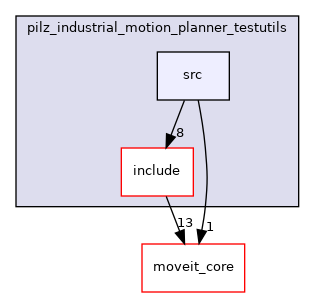 pilz_industrial_motion_planner_testutils
src
8
include
13
1
moveit_core